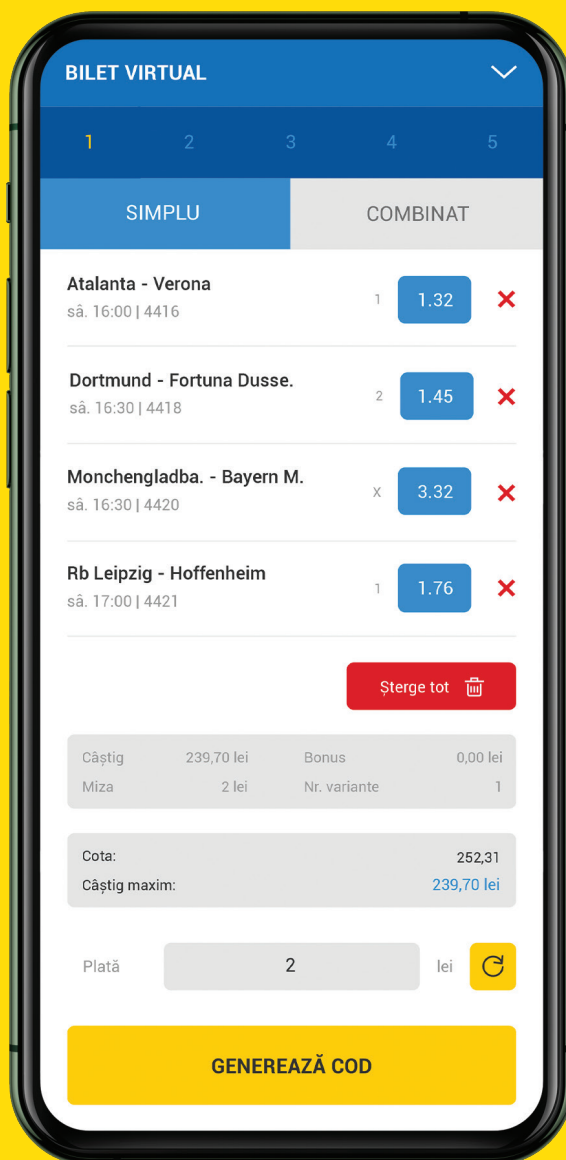 BILET VIRTUAL
1 2 3 4 5
SIMPLU COMBINAT
Atalanta - Verona
sâ. 16:00 | 4416 1 1.32
Dortmund - Fortuna Dusse.
sâ. 16:30 | 4418 2 1.45
Monchengladba. - Bayern M.
sâ. 16:30 | 4420 X 3.32
Rb Leipzig - Hoffenheim
sâ. 17:00 | 4421 1 1.76
Șterge tot
Câștig 239,70 lei Bonus 0,00 lei
Miza 2 lei Nr. variante 1
Cota: 252,31
Câștig maxim: 239,70 lei
Plată 2 lei
GENEREAZĂ COD